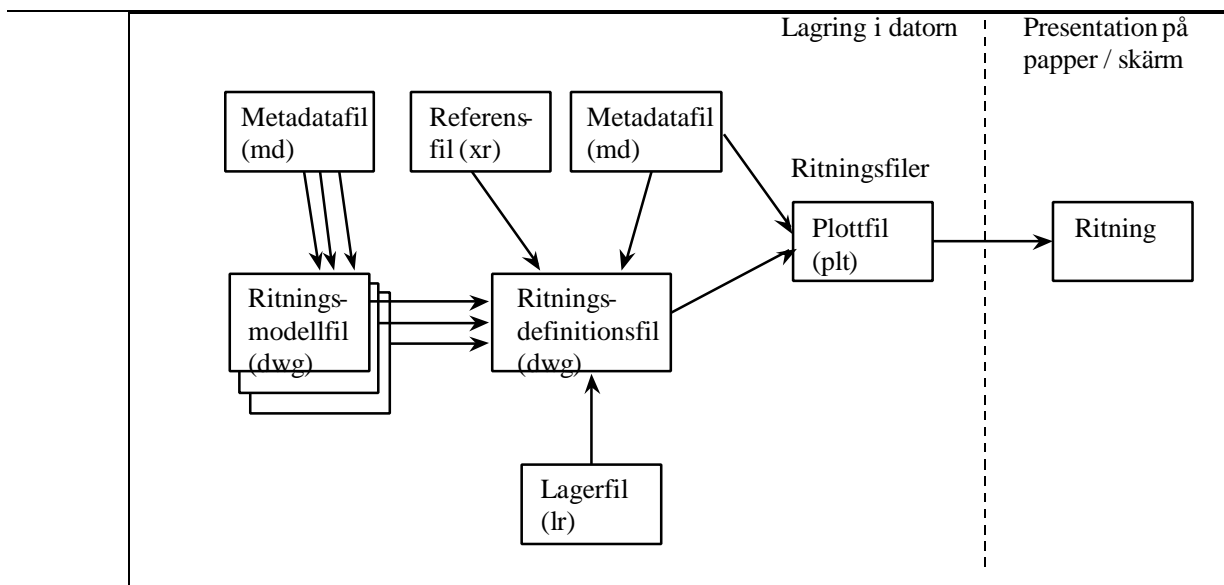 Lagring i datorn
Presentation på
papper / skärm
Metadatafil
(md)
Referens-
fil (xr)
Metadatafil
(md)
Ritningsfiler
Plottfil
(plt)
Ritning
Ritnings-
modellfil
(dwg)
Ritnings-
definitionsfil
(dwg)
Lagerfil
(lr)